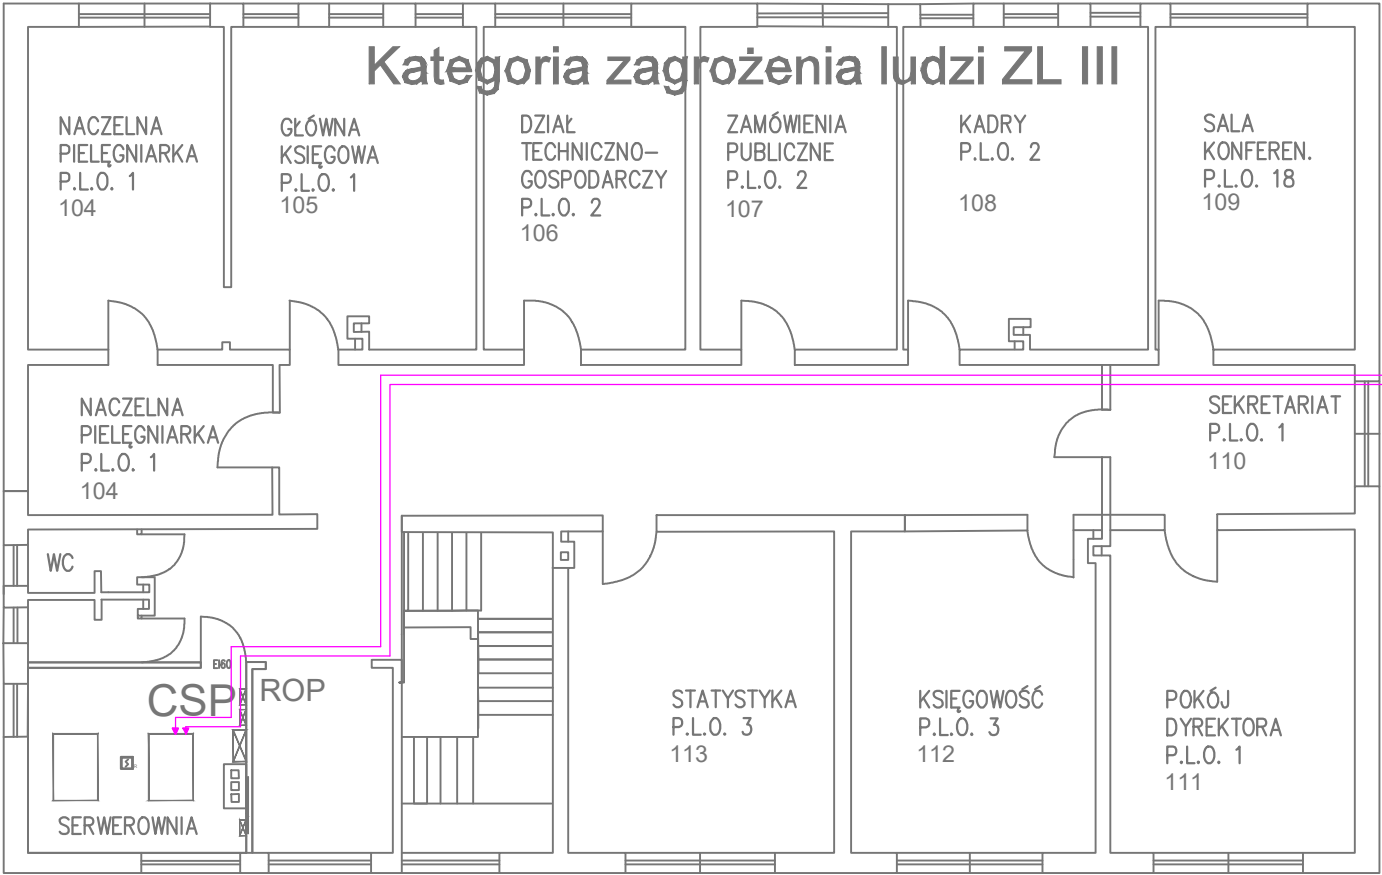 Kategoria zagrożenia ludzi ZL III
NACZELNA
PIELĘGNIARKA
P.L.O. 1
104
GŁÓWNA
KSIĘGOWA
P.L.O. 1
105
DZIAŁ
TECHNICZNO-
GOSPODARCZY
P.L.O. 2
106
ZAMÓWIENIA
PUBLICZNE
P.L.O. 2
107
KADRY
P.L.O. 2
108
SALA
KONFEREN.
P.L.O. 18
109
NACZELNA
PIELĘGNIARKA
P.L.O. 1
104
SEKRETARIAT
P.L.O. 1
110
WC
EI60
CSP
ROP
SERWEROWNIA
STATYSTYKA
P.L.O. 3
113
KSIĘGOWOŚĆ
P.L.O. 3
112
POKÓJ
DYREKTORA
P.L.O. 1
111